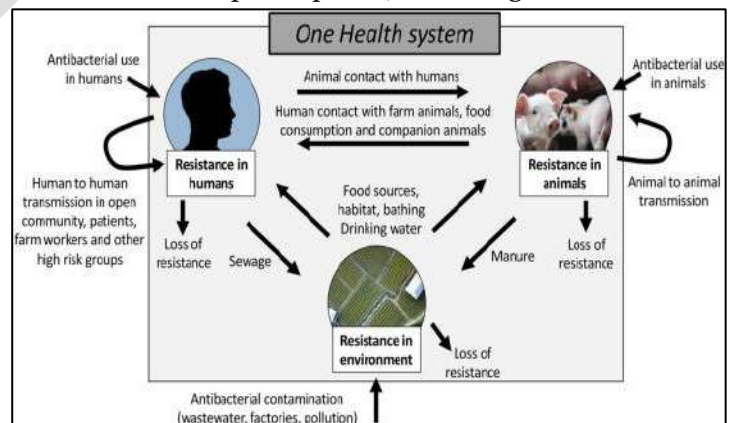 One Health system
Antibacterial use
in humans
Animal contact with humans
Antibacterial use
in animals
Human contact with farm animals, food
consumption and companion animals
Resistance in
humans
Resistance in
animals
Human to human
transmission in open
community, patients,
farm workers and other
high risk groups
Food sources,
habitat, bathing
Drinking water
Animal to animal
transmission
Loss of
resistance
Sewage
Manure
Loss of
resistance
Resistance in
environment
Loss of
resistance
Antibacterial contamination
(wastewater, factories, pollution)